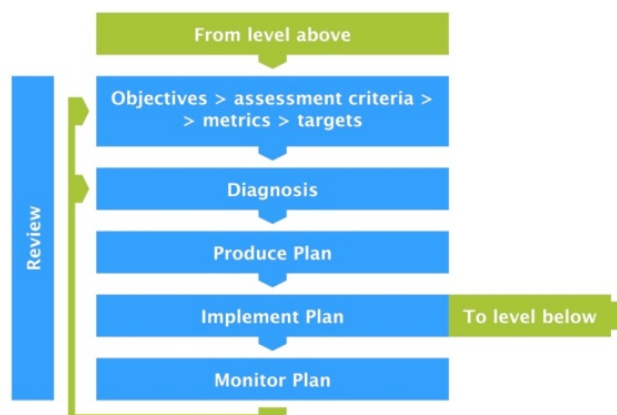 From level above
Objectives > assessment criteria >
> metrics > targets
Diagnosis
Produce Plan
Implement Plan
To level below
Monitor Plan
Review